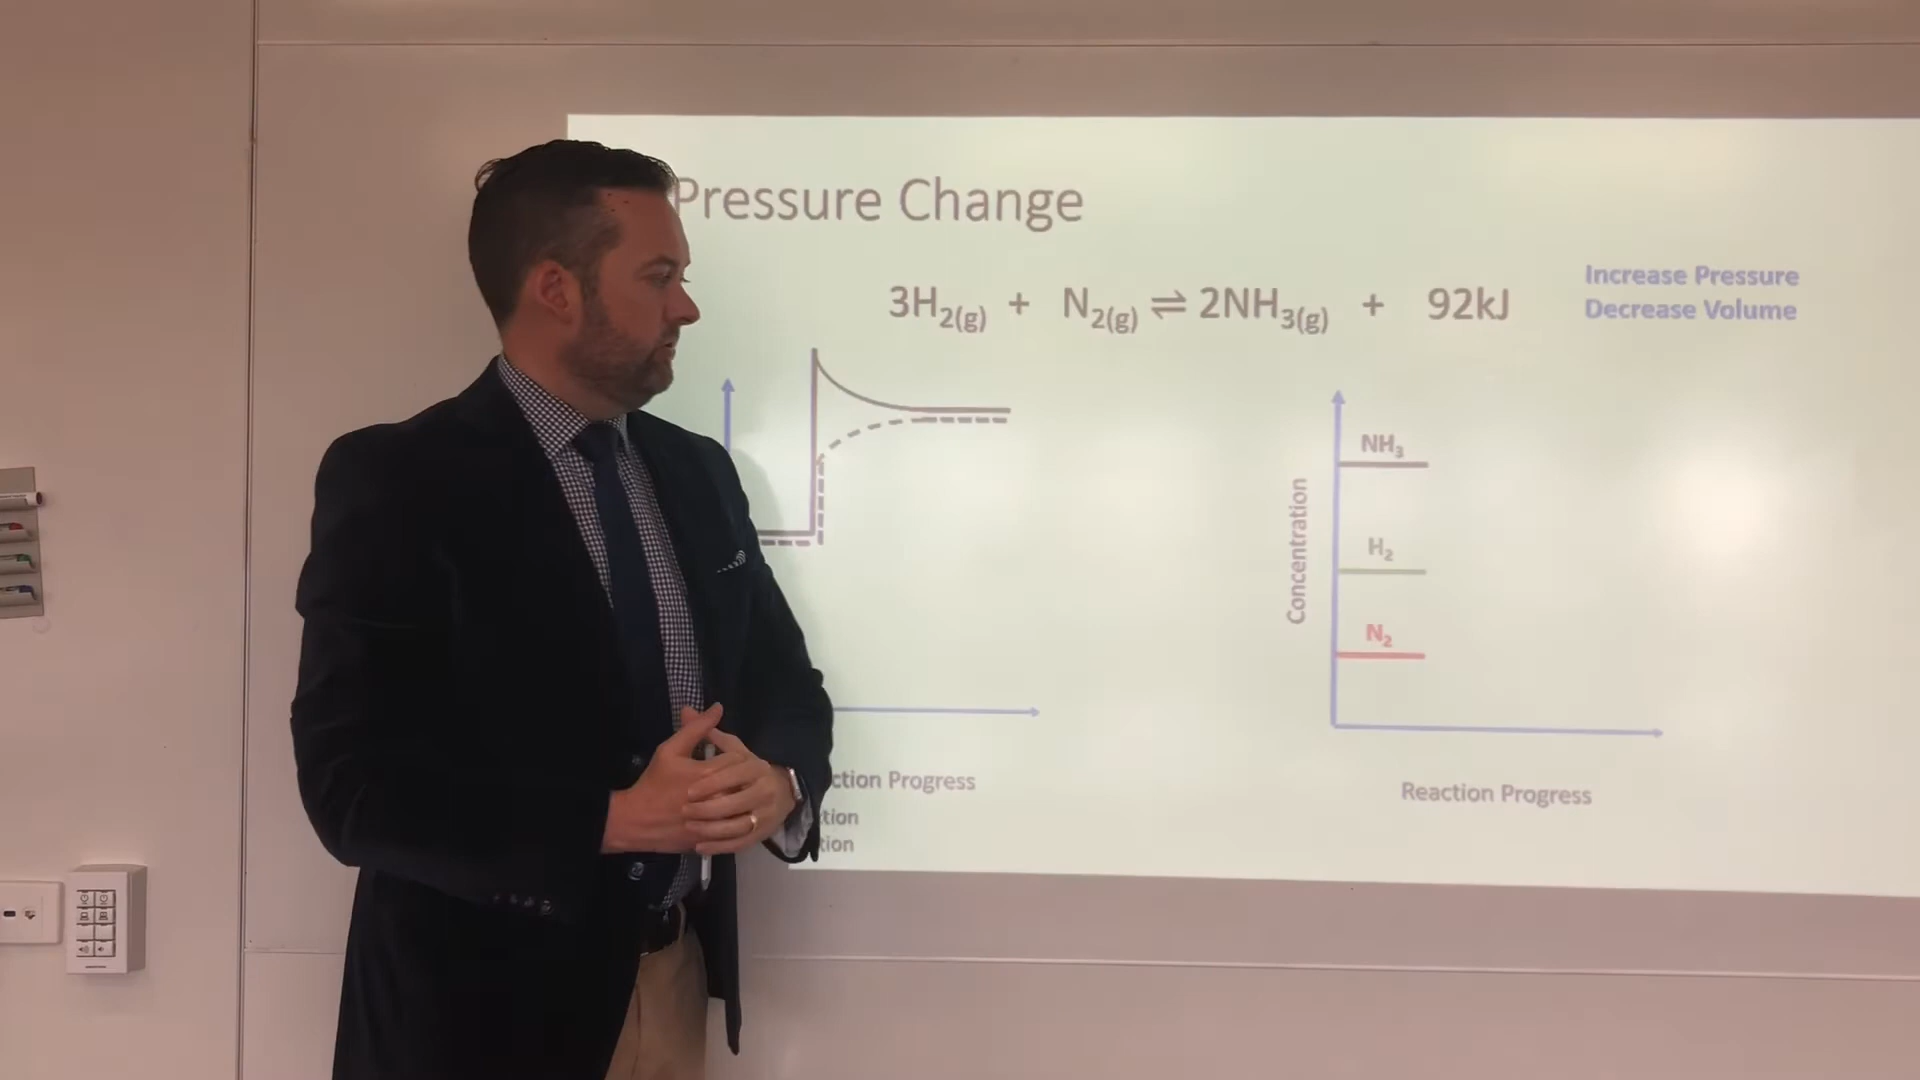 Pressure Change
3H2(g) + N2(g) ⇌ 2NH3(g) + 92kJ
Increase Pressure
Decrease Volume
NH3
H2
N2
Concentration
ction Progress
tion
tion
Reaction Progress